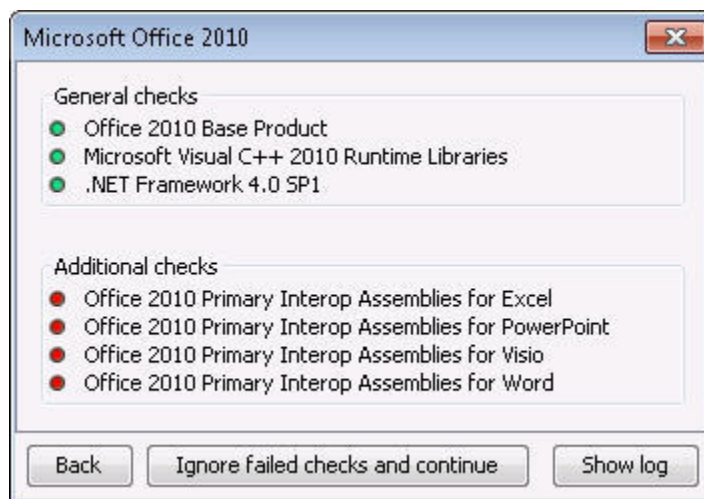 Microsoft Office 2010
General checks
Office 2010 Base Product
Microsoft Visual C++ 2010 Runtime Libraries
.NET Framework 4.0 SP1
Additional checks
Office 2010 Primary Interop Assemblies for Excel
Office 2010 Primary Interop Assemblies for PowerPoint
Office 2010 Primary Interop Assemblies for Visio
Office 2010 Primary Interop Assemblies for Word
Back Ignore failed checks and continue Show log